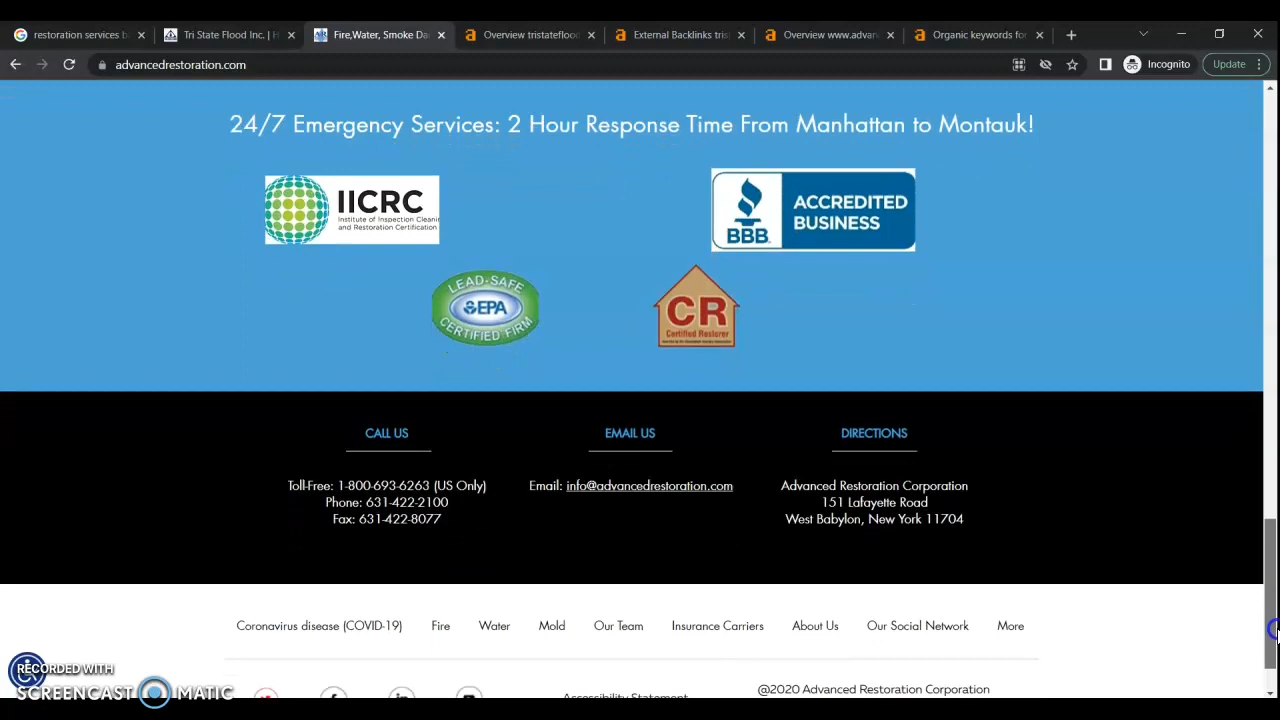 restoration services b
Tri State Flood Inc. | H
Fire,Water, Smoke Da
Overview tristateflood
External Backlinks tris
Overview www.advan
Organic keywords for
advancedrestoration.com
Incognito
Update
24/7 Emergency Services: 2 Hour Response Time From Manhattan to Montauk!
IICRC
Institute of Inspection Cleanin
and Restoration Certification
BBB
ACCREDITED
BUSINESS
LEAD-SAFE
EPA
CERTIFIED FIRM
CR
Certified Restorer
CALL US
EMAIL US
DIRECTIONS
Toll-Free: 1-800-693-6263 (US Only)
Phone: 631-422-2100
Fax: 631-422-8077
Email: info@advancedrestoration.com
Advanced Restoration Corporation
151 Lafayette Road
West Babylon, New York 11704
Coronavirus disease (COVID-19) Fire Water Mold Our Team Insurance Carriers About Us Our Social Network More
Accessibility Statement
@2020 Advanced Restoration Corporation
RECORDED WITH
SCREENCAST MATIC